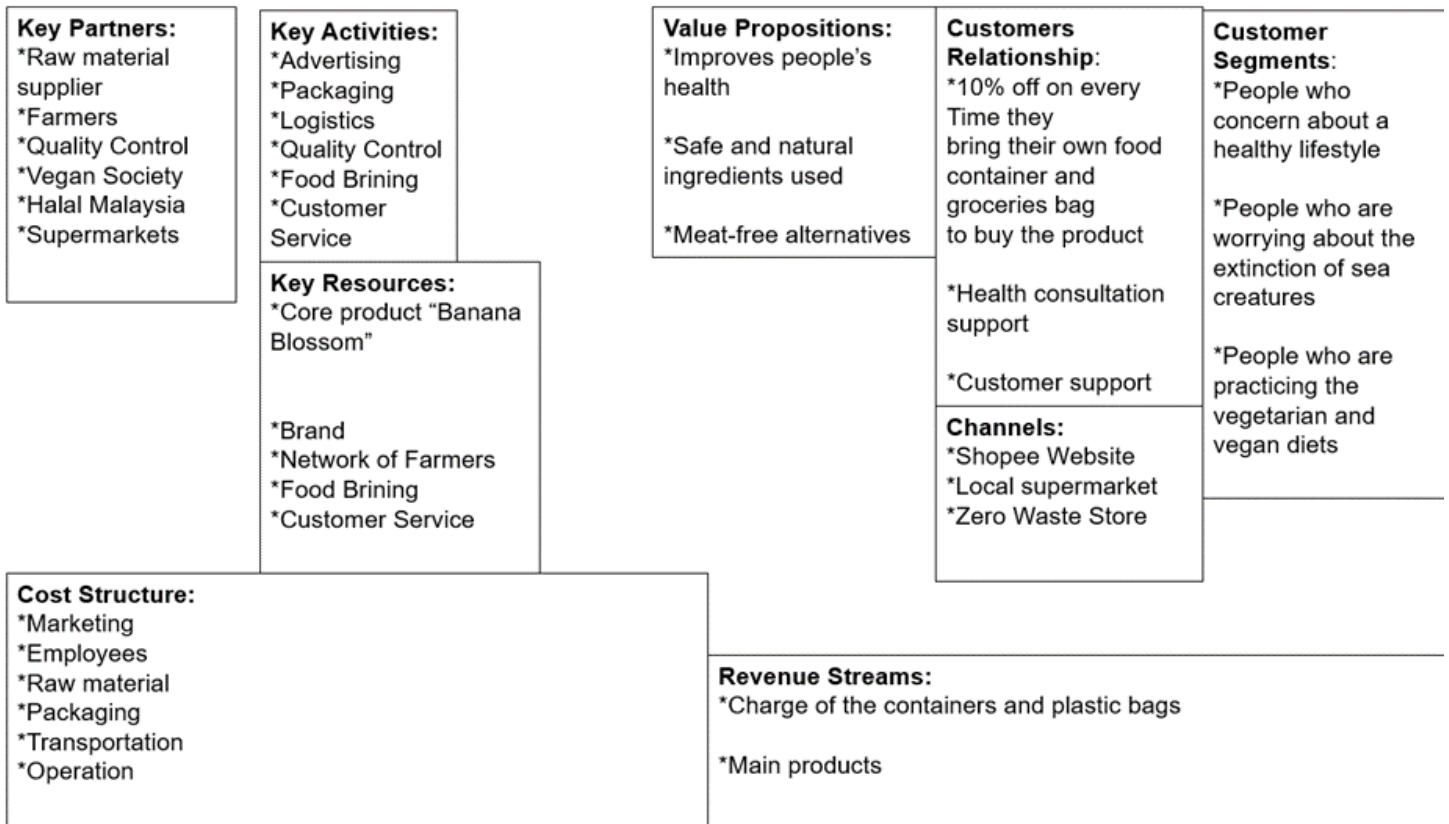 Key Partners:
*Raw material
supplier
*Farmers
*Quality Control
*Vegan Society
*Halal Malaysia
*Supermarkets
Key Activities:
*Advertising
*Packaging
*Logistics
*Quality Control
*Food Brining
*Customer
Service
Key Resources:
*Core product “Banana
Blossom”
*Brand
*Network of Farmers
*Food Brining
*Customer Service
Value Propositions:
*Improves people’s
health
*Safe and natural
ingredients used
*Meat-free alternatives
Customers
Relationship:
*10% off on every
Time they
bring their own food
container and
groceries bag
to buy the product
*Health consultation
support
*Customer support
Channels:
*Shopee Website
*Local supermarket
*Zero Waste Store
Customer
Segments:
*People who
concern about a
healthy lifestyle
*People who are
worrying about the
extinction of sea
creatures
*People who are
practicing the
vegetarian and
vegan diets
Cost Structure:
*Marketing
*Employees
*Raw material
*Packaging
*Transportation
*Operation
Revenue Streams:
*Charge of the containers and plastic bags
*Main products